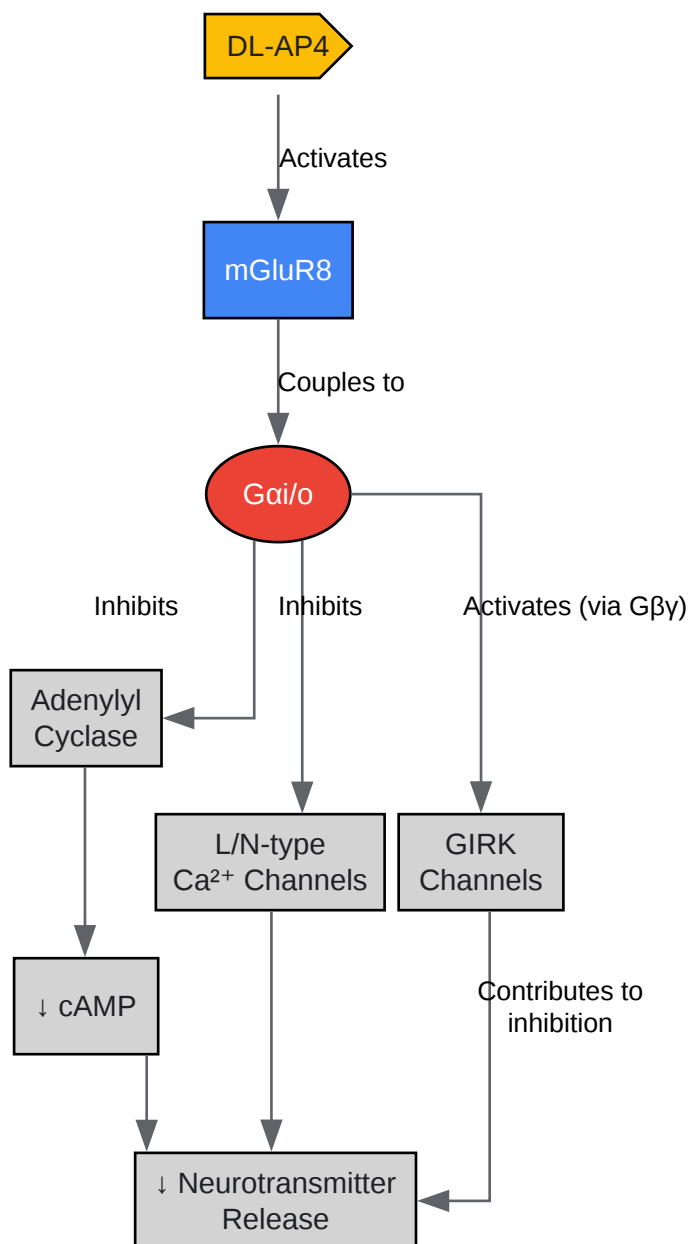 DL-AP4
Activates
mGluR8
Couples to
Gαi/o
Inhibits
Inhibits
Activates (via Gβγ)
Adenylyl
Cyclase
L/N-type
Ca²⁺ Channels
GIRK
Channels
↓ cAMP
Contributes to
inhibition
↓ Neurotransmitter
Release